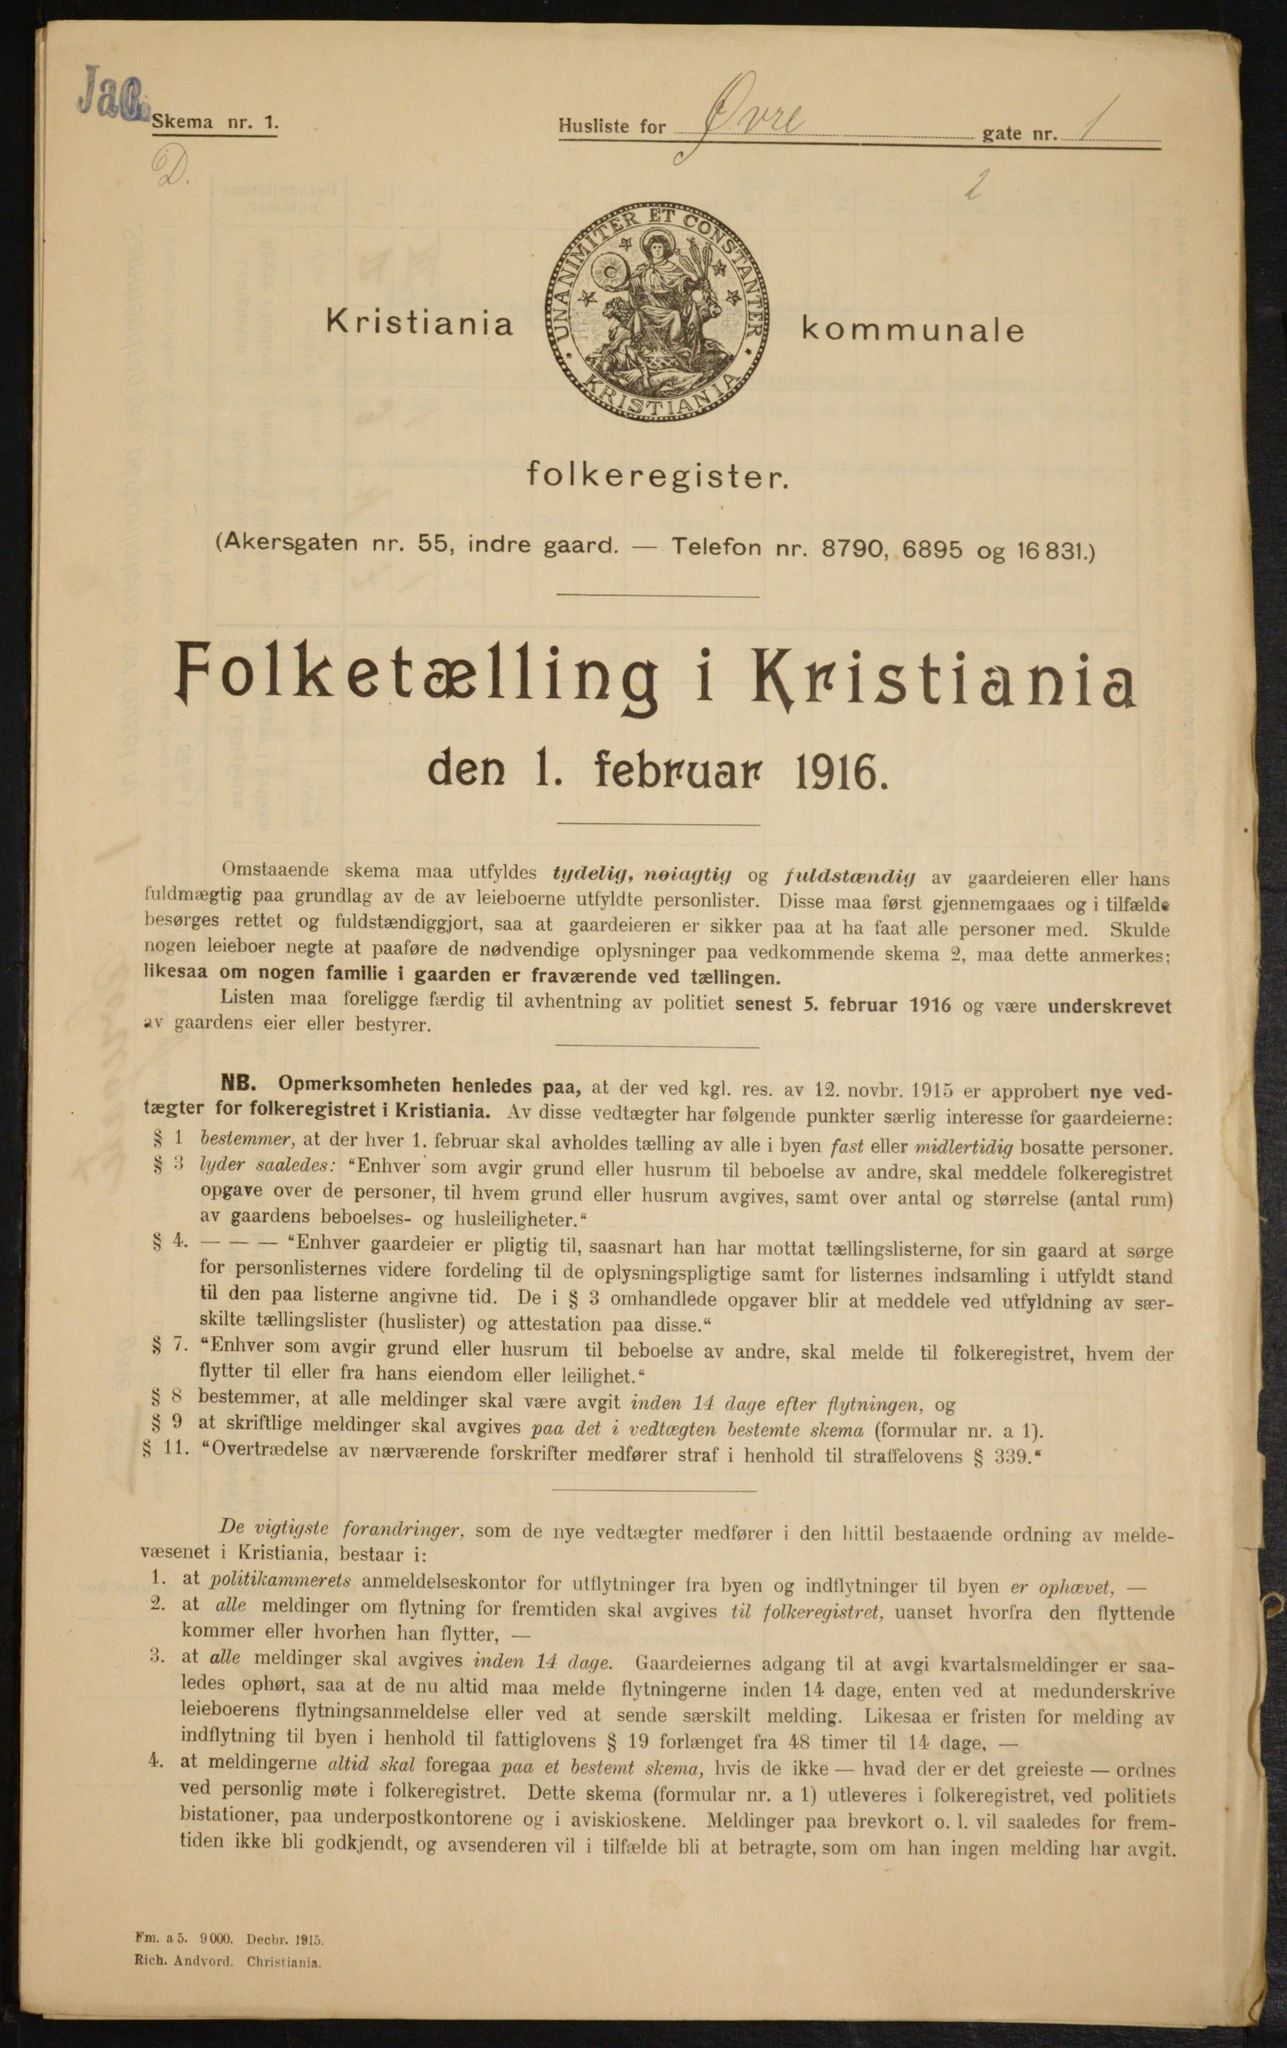 Jac.
Skema nr. 1.
Husliste for Øvre gate nr. 1
D.
2
UNANIMITER ET CONSTANTER
KRISTIANIA
Kristiania kommunale
folkeregister.
(Akersgaten nr. 55, indre gaard. — Telefon nr. 8790, 6895 og 16 831.)
Folketælling i Kristiania
den 1. februar 1916.
Omstaaende skema maa utfyldes tydelig, nøiagtig og fuldstændig av gaardeieren eller hans
fuldmægtig paa grundlag av de av leieboerne utfyldte personlister. Disse maa først gjennemgaaes og i tilfælde
besørges rettet og fuldstændiggjort, saa at gaardeieren er sikker paa at ha faat alle personer med. Skulde
nogen leieboer negte at paaføre de nødvendige oplysninger paa vedkommende skema 2, maa dette anmerkes;
likesaa om nogen familie i gaarden er fraværende ved tællingen.
Listen maa foreligge færdig til avhentning av politiet senest 5. februar 1916 og være underskrevet
av gaardens eier eller bestyrer.
NB. Opmerksomheten henledes paa, at der ved kgl. res. av 12. novbr. 1915 er approbert nye ved-
tægter for folkeregistret i Kristiania. Av disse vedtægter har følgende punkter særlig interesse for gaardeierne:
§ 1 bestemmer, at der hver 1. februar skal avholdes tælling av alle i byen fast eller midlertidig bosatte personer.
§ 3 lyder saaledes: "Enhver som avgir grund eller husrum til beboelse av andre, skal meddele folkeregistret
opgave over de personer, til hvem grund eller husrum avgives, samt over antal og størrelse (antal rum)
av gaardens beboelses- og husleiligheter.“
§ 4. — — — "Enhver gaardeier er pligtig til, saasnart han har mottat tællingslisterne, for sin gaard at sørge
for personlisternes videre fordeling til de oplysningspligtige samt for listernes indsamling i utfyldt stand
til den paa listerne angivne tid. De i § 3 omhandlede opgaver blir at meddele ved utfyldning av sær-
skilte tællingslister (huslister) og attestation paa disse.“
§ 7. "Enhver som avgir grund eller husrum til beboelse av andre, skal melde til folkeregistret, hvem der
flytter til eller fra hans eiendom eller leilighet.“
§ 8 bestemmer, at alle meldinger skal være avgit inden 14 dage efter flytningen, og
§ 9 at skriftlige meldinger skal avgives paa det i vedtægten bestemte skema (formular nr. a 1).
§ 11. "Overtrædelse av nærværende forskrifter medfører straf i henhold til straffelovens § 339.“
De vigtigste forandringer, som de nye vedtægter medfører i den hittil bestaaende ordning av melde-
væsenet i Kristiania, bestaar i:
1. at politikammerets anmeldelseskontor for utflytninger fra byen og indflytninger til byen er ophævet, —
2. at alle meldinger om flytning for fremtiden skal avgives til folkeregistret, uanset hvorfra den flyttende
kommer eller hvorhen han flytter, —
3. at alle meldinger skal avgives inden 14 dage. Gaardeiernes adgang til at avgi kvartalsmeldinger er saa-
ledes ophørt, saa at de nu altid maa melde flytningerne inden 14 dage, enten ved at medunderskrive
leieboerens flytningsanmeldelse eller ved at sende særskilt melding. Likesaa er fristen for melding av
indflytning til byen i henhold til fattiglovens § 19 forlænget fra 48 timer til 14 dage, —
4. at meldingerne altid skal foregaa paa et bestemt skema, hvis de ikke — hvad der er det greieste — ordnes
ved personlig møte i folkeregistret. Dette skema (formular nr. a 1) utleveres i folkeregistret, ved politiets
bistationer, paa underpostkontorene og i aviskioskene. Meldinger paa brevkort o. l. vil saaledes for frem-
tiden ikke bli godkjendt, og avsenderen vil i tilfælde bli at betragte, som om han ingen melding har avgit.
Fm. a 5. 9 000. Decbr. 1915.
Rich. Andvord. Christiania.